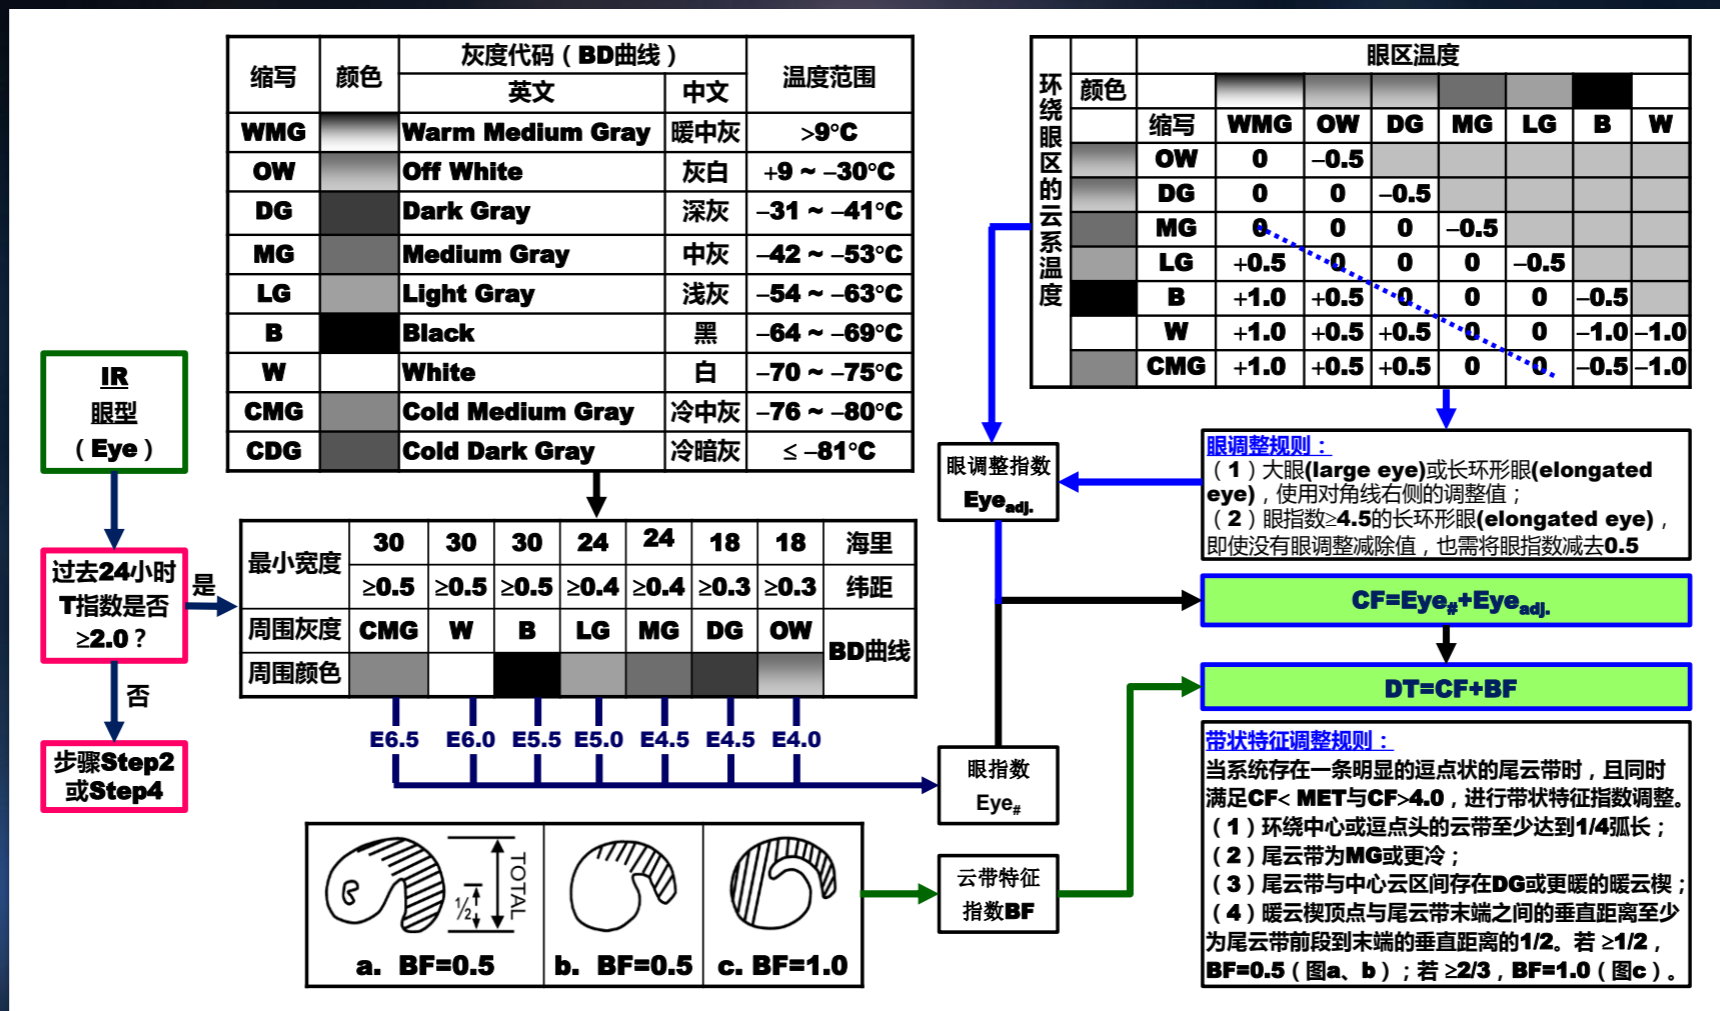 缩写 颜色 灰度代码（BD曲线） 温度范围
英文 中文
WMG Warm Medium Gray 暖中灰 >9°C
OW Off White 灰白 +9 ~ −30°C
DG Dark Gray 深灰 −31 ~ −41°C
MG Medium Gray 中灰 −42 ~ −53°C
LG Light Gray 浅灰 −54 ~ −63°C
B Black 黑 −64 ~ −69°C
W White 白 −70 ~ −75°C
CMG Cold Medium Gray 冷中灰 −76 ~ −80°C
CDG Cold Dark Gray 冷暗灰 ≤ −81°C
环绕眼区的云系温度
眼区温度
颜色
缩写 WMG OW DG MG LG B W
OW 0 −0.5
DG 0 0 −0.5
MG 0 0 0 −0.5
LG +0.5 0 0 0 −0.5
B +1.0 +0.5 0 0 0 −0.5
W +1.0 +0.5 +0.5 0 0 −1.0 −1.0
CMG +1.0 +0.5 +0.5 0 0 −0.5 −1.0
IR
眼型
（Eye）
过去24小时
T指数是否
≥2.0？
是
否
步骤Step2
或Step4
最小宽度 30 30 30 24 24 18 18 海里
≥0.5 ≥0.5 ≥0.5 ≥0.4 ≥0.4 ≥0.3 ≥0.3 纬距
周围灰度 CMG W B LG MG DG OW BD曲线
周围颜色
E6.5 E6.0 E5.5 E5.0 E4.5 E4.5 E4.0
眼调整指数
Eyeadj.
眼指数
Eye#
云带特征
指数BF
TOTAL
½
a. BF=0.5
b. BF=0.5
c. BF=1.0
眼调整规则：
（1）大眼(large eye)或长环形眼(elongated
eye)，使用对角线右侧的调整值；
（2）眼指数≥4.5的长环形眼(elongated eye)，
即使没有眼调整减除值，也需将眼指数减去0.5
CF=Eye#+Eyeadj.
DT=CF+BF
带状特征调整规则：
当系统存在一条明显的逗点状的尾云带时，且同时
满足CF< MET与CF>4.0，进行带状特征指数调整。
（1）环绕中心或逗点头的云带至少达到1/4弧长；
（2）尾云带为MG或更冷；
（3）尾云带与中心云区间存在DG或更暖的暖云楔；
（4）暖云楔顶点与尾云带末端之间的垂直距离至少
为尾云带前段到末端的垂直距离的1/2。若 ≥1/2，
BF=0.5（图a、b）；若 ≥2/3，BF=1.0（图c）。